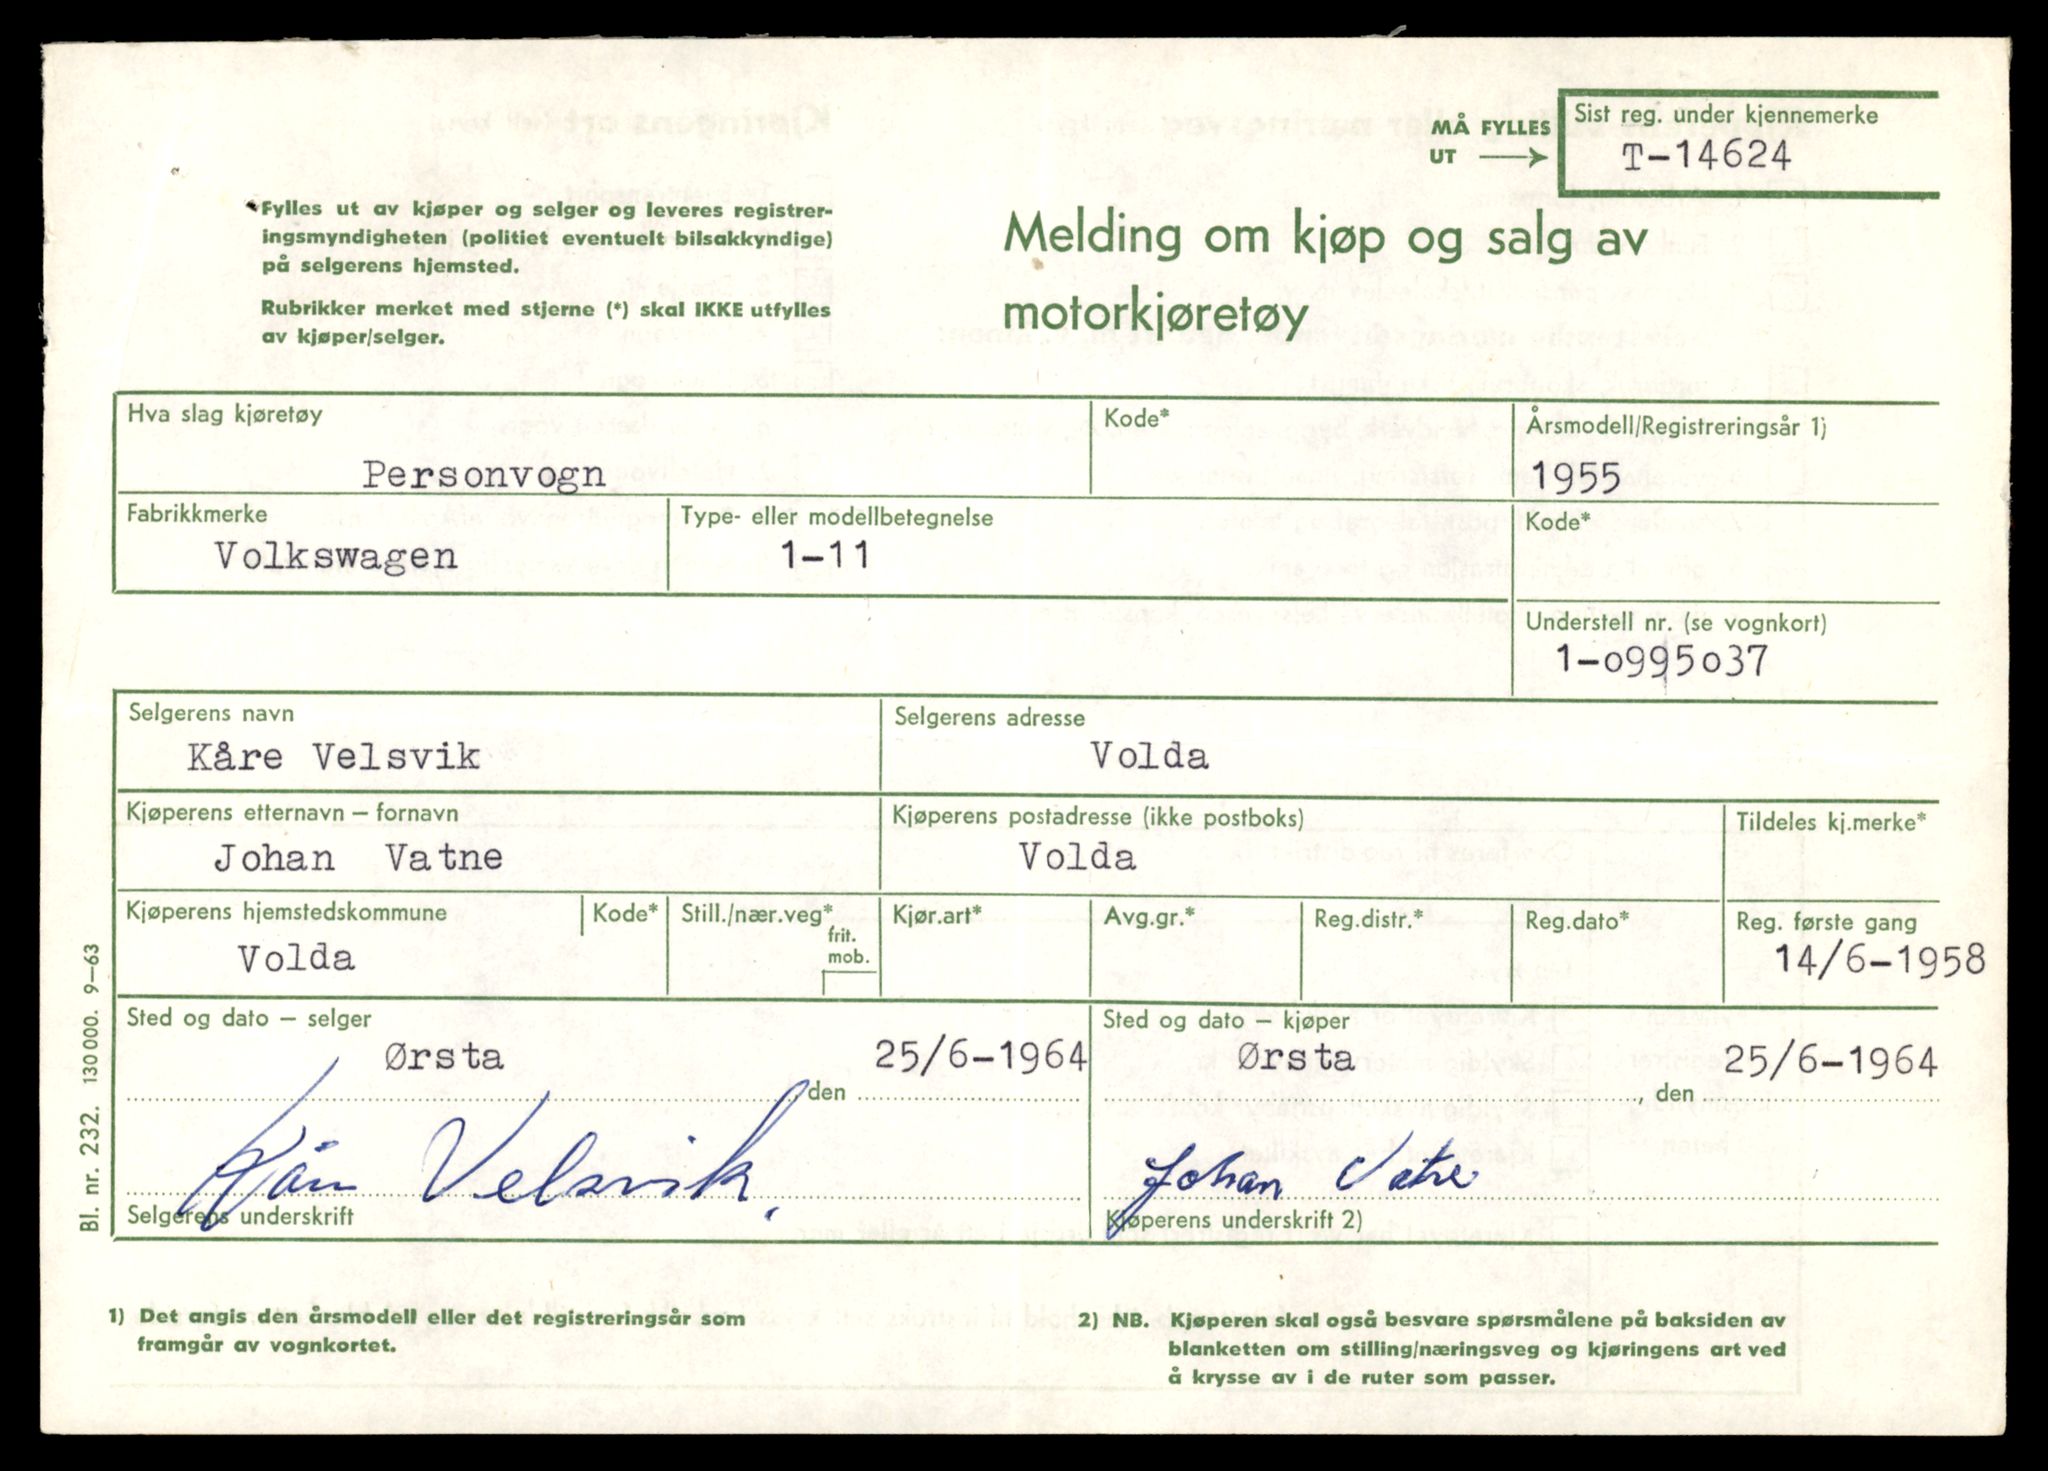 MÅ FYLLES
UT
Sist reg. under kjennemerke
T-14624
Fylles ut av kjøper og selger og leveres registrer-
ingsmyndigheten (politiet eventuelt bilsakkyndige)
på selgerens hjemsted.
Rubrikker merket med stjerne (*) skal IKKE utfylles
av kjøper/selger.
Melding om kjøp og salg av
motorkjøretøy
Hva slag kjøretøy
Personvogn
Kode*
Årsmodell/Registreringsår 1)
1955
Fabrikkmerke
Volkswagen
Type- eller modellbetegnelse
1-11
Kode*
Understell nr. (se vognkort)
1-0995037
Selgerens navn
Kåre Velsvik
Selgerens adresse
Volda
Kjøperens etternavn – fornavn
Johan Vatne
Kjøperens postadresse (ikke postboks)
Volda
Tildeles kj.merke*
Kjøperens hjemstedskommune
Volda
Kode*
Still./nær.veg*
frit.
mob.
Kjør.art*
Avg.gr.*
Reg.distr.*
Reg.dato*
Reg. første gang
14/6-1958
Sted og dato – selger
Ørsta , den 25/6-1964
Kåre Velsvik.
Selgerens underskrift
Sted og dato – kjøper
Ørsta , den 25/6-1964
Johan Vatne
Kjøperens underskrift 2)
Bl. nr. 232. 130 000. 9–63
1) Det angis den årsmodell eller det registreringsår som
framgår av vognkortet.
2) NB. Kjøperen skal også besvare spørsmålene på baksiden av
blanketten om stilling/næringsveg og kjøringens art ved
å krysse av i de ruter som passer.